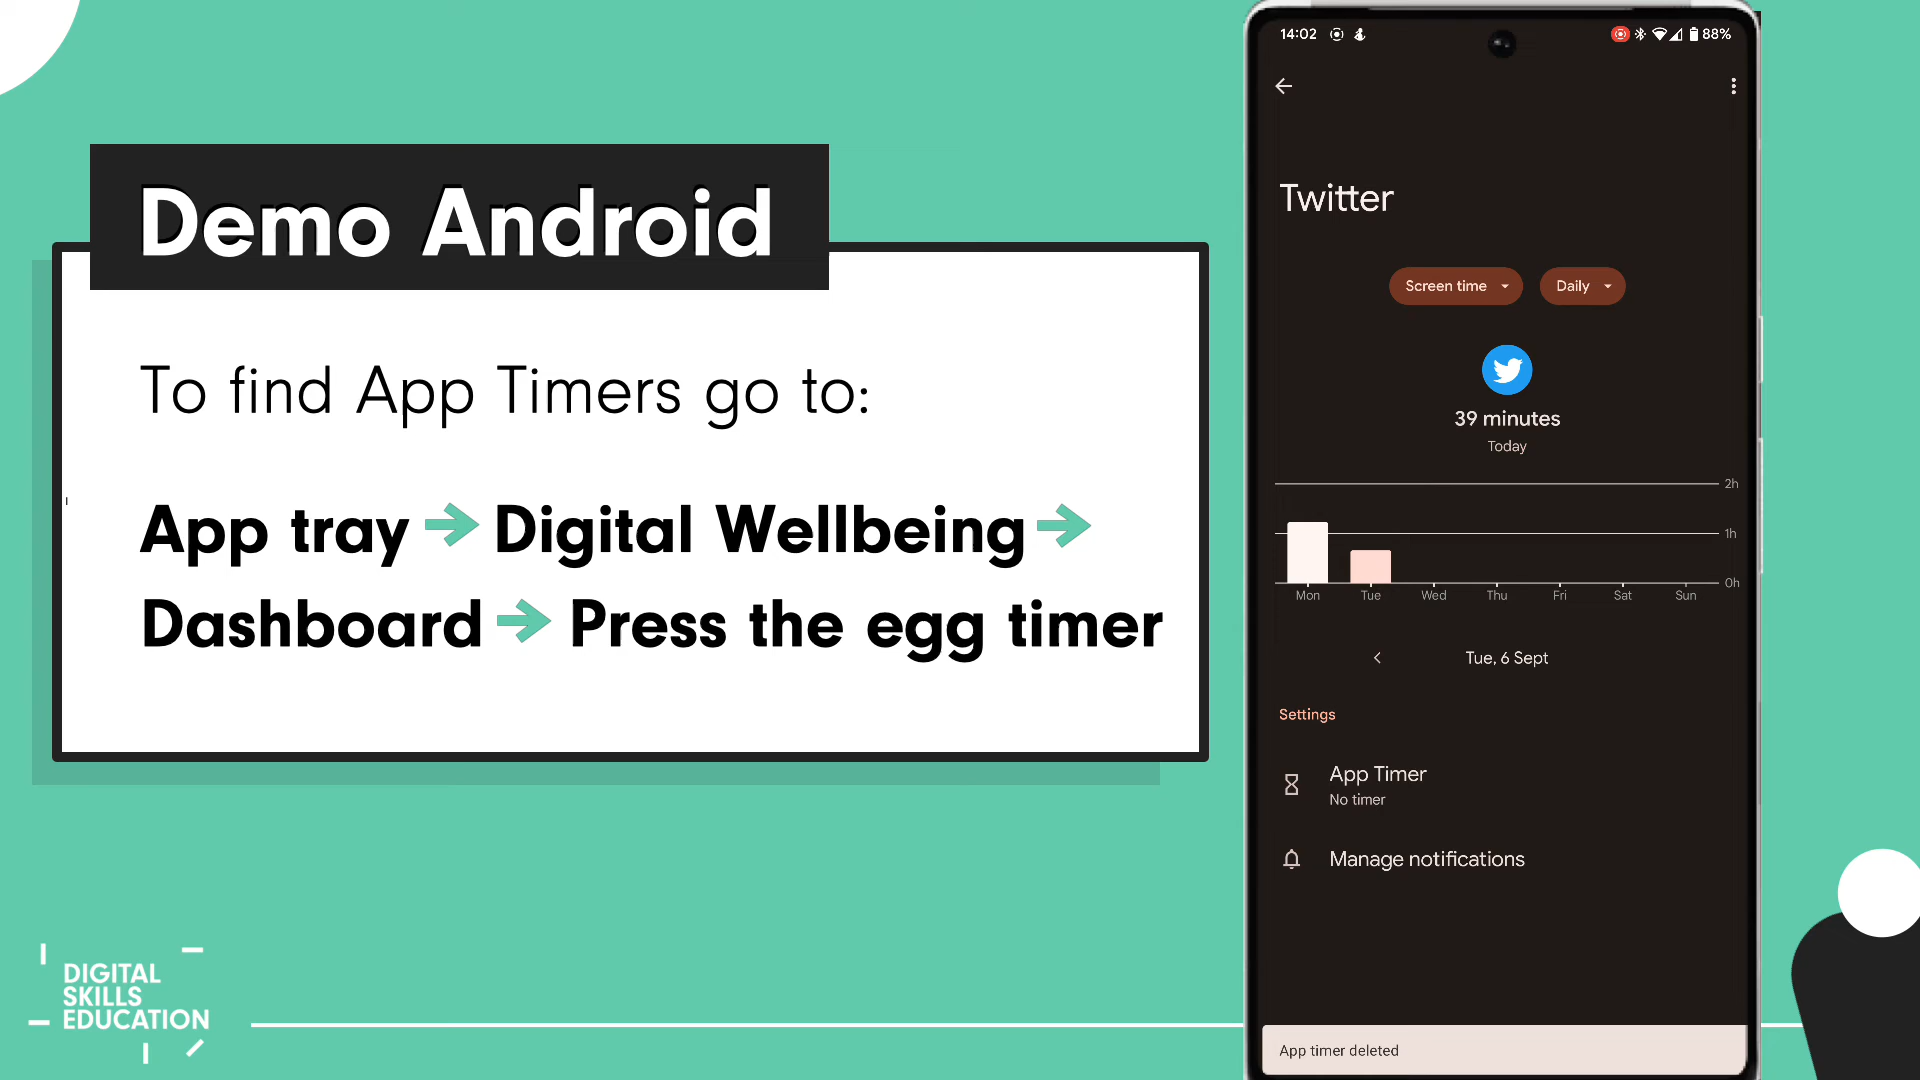 Demo Android
To find App Timers go to:
App tray → Digital Wellbeing →
Dashboard → Press the egg timer
DIGITAL
SKILLS
EDUCATION
14:02
88%
Twitter
Screen time
Daily
39 minutes
Today
2h
1h
0h
Mon Tue Wed Thu Fri Sat Sun
Tue, 6 Sept
Settings
App Timer
No timer
Manage notifications
App timer deleted